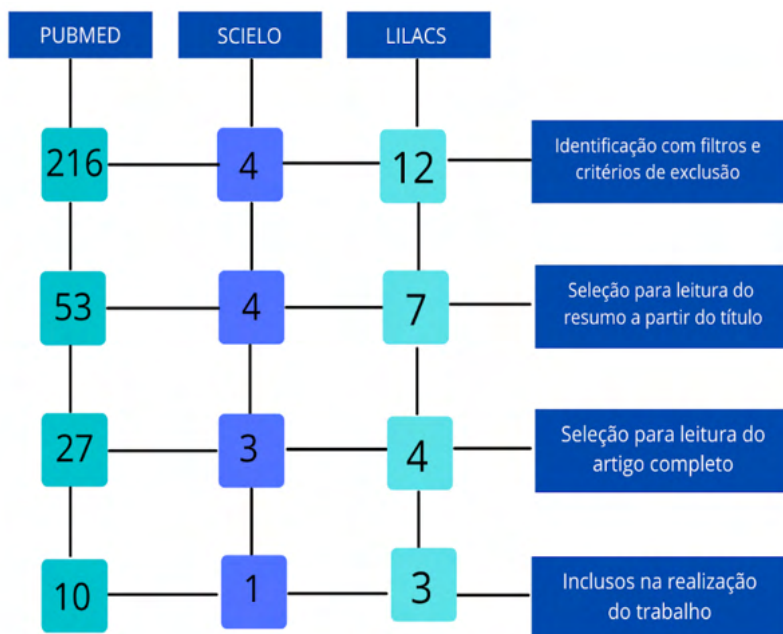 PUBMED
SCIELO
LILACS
216
4
12
Identificação com filtros e
critérios de exclusão
53
4
7
Seleção para leitura do
resumo a partir do título
27
3
4
Seleção para leitura do
artigo completo
10
1
3
Inclusos na realização
do trabalho